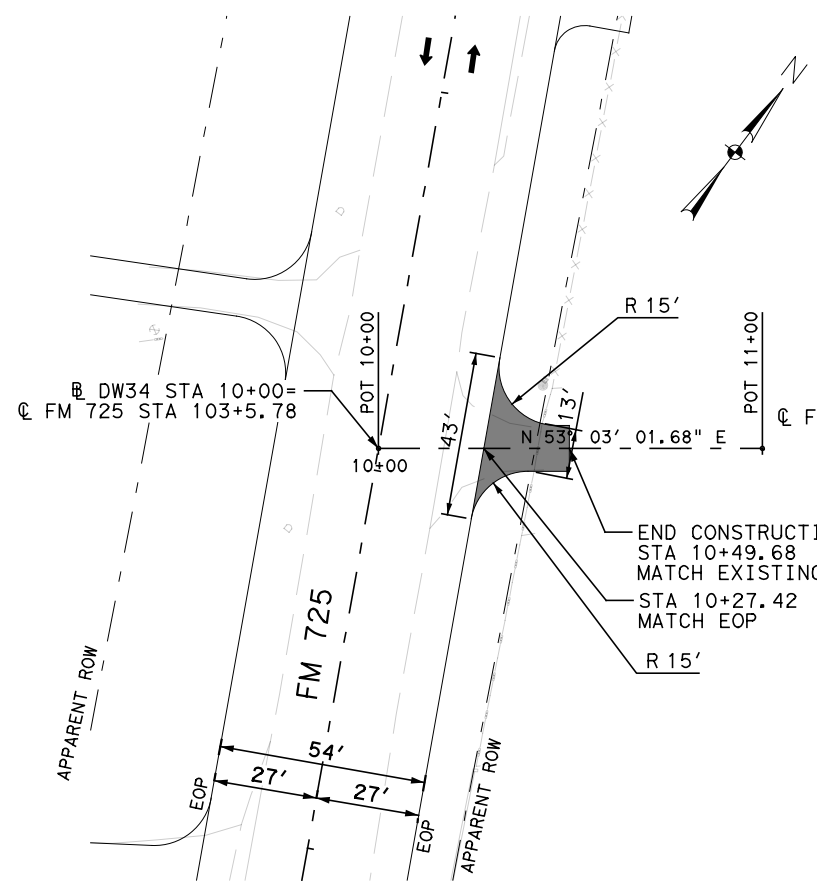 N
R 15'
POT 10+00
POT 11+00
B DW34 STA 10+00=
℄ FM 725 STA 103+5.78
43'
13'
℄ F
N 53° 03' 01.68" E
10+00
END CONSTRUCTI
STA 10+49.68
MATCH EXISTING
STA 10+27.42
MATCH EOP
R 15'
FM 725
APPARENT ROW
54'
27'
27'
EOP
EOP
APPARENT ROW